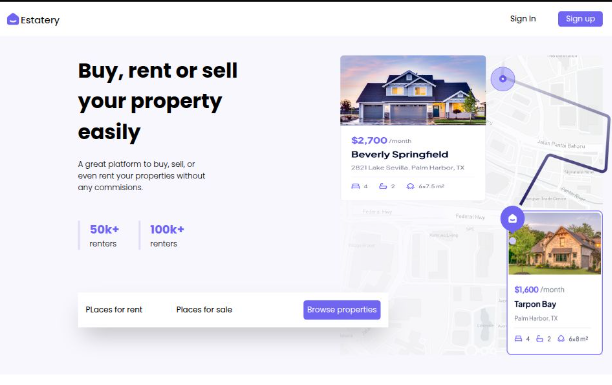 Estatery
Sign in
Sign up
Buy, rent or sell
your property
easily
A great platform to buy, sell, or
even rent your properties without
any commisions.
50k+
renters
100k+
renters
PLaces for rent
Places for sale
Browse properties
$2,700 /month
Beverly Springfield
2821 Lake Sevilla, Palm Harbor, TX
4
2
6x7.5 m²
Federal Way
$1,600 /month
Tarpon Bay
Palm Harbor, TX
4
2
6x8 m²